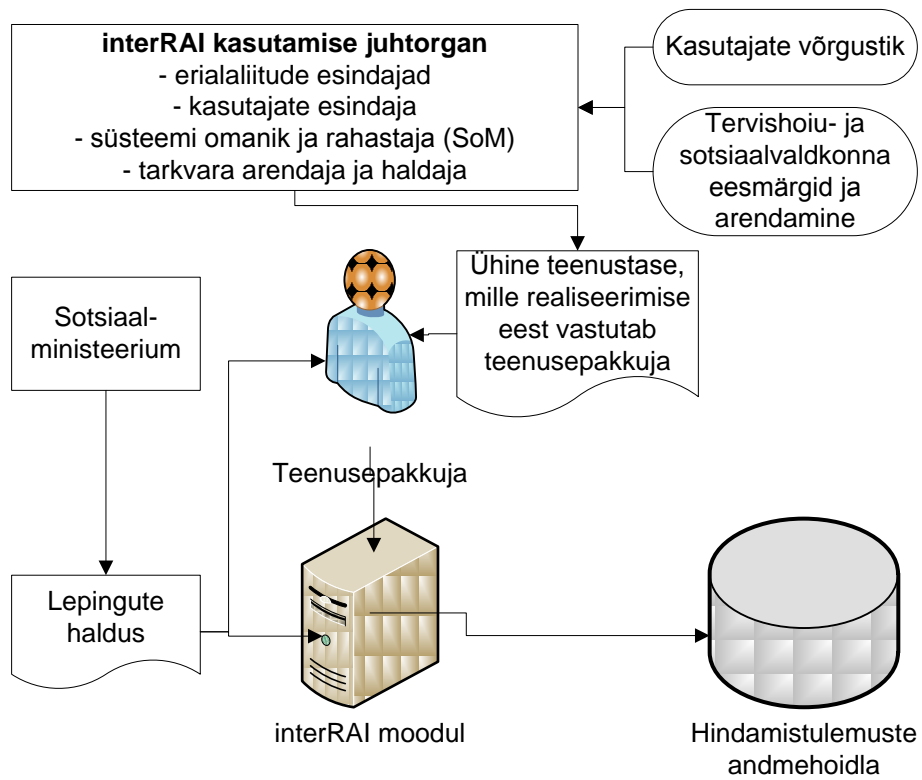 interRAI kasutamise juhtorgan
- erialaliitude esindajad
- kasutajate esindaja
- süsteemi omanik ja rahastaja (SoM)
- tarkvara arendaja ja haldaja
Kasutajate võrgustik
Tervishoiu- ja
sotsiaalvaldkonna
eesmärgid ja
arendamine
Ühine teenustase,
mille realiseerimise
eest vastutab
teenusepakkuja
Sotsiaal-
ministeerium
Teenusepakkuja
Lepingute
haldus
interRAI moodul
Hindamistulemuste
andmehoidla